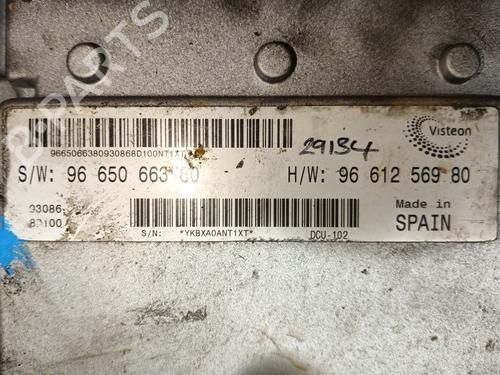 9665066380930868D100NT1X
29134
Visteon
S/W: 96 650 663 80
H/W: 96 612 569 80
Made in
SPAIN
93086
8D100
S/N: *YKBXA0ANT1XT*
DCU-102
B-PARTS